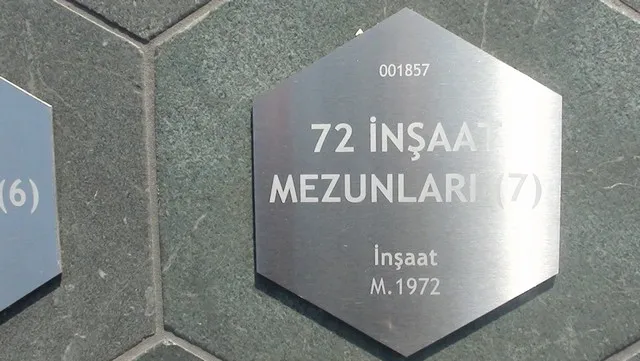 001857
72 İNŞAAT
MEZUNLARI (7)
İnşaat
M.1972
(6)